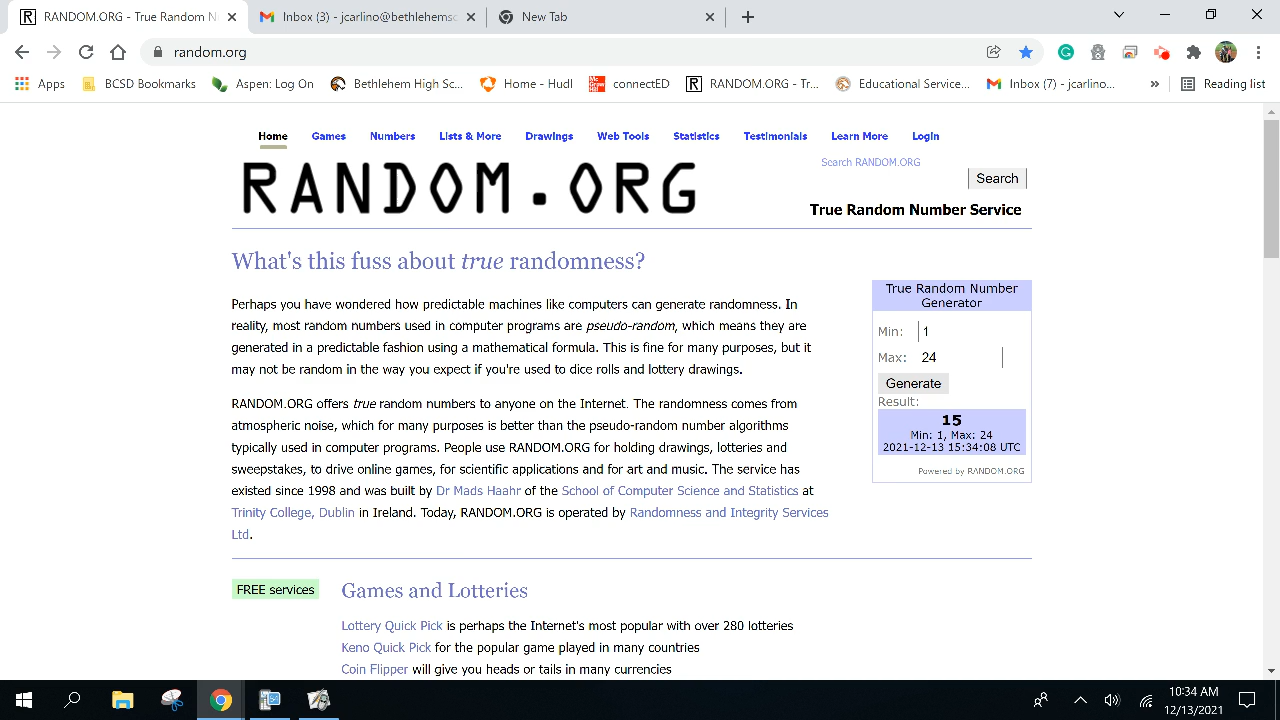 RANDOM.ORG - True Random N
Inbox (3) - jcarlino@bethlehemsc
New Tab
random.org
Apps
BCSD Bookmarks
Aspen: Log On
Bethlehem High Sc...
Home - Hudl
connectED
RANDOM.ORG - Tr...
Educational Service...
Inbox (7) - jcarlino...
»
Reading list
Home
Games
Numbers
Lists & More
Drawings
Web Tools
Statistics
Testimonials
Learn More
Login
RANDOM.ORG
Search RANDOM.ORG
Search
True Random Number Service
What's this fuss about true randomness?
Perhaps you have wondered how predictable machines like computers can generate randomness. In
reality, most random numbers used in computer programs are pseudo-random, which means they are
generated in a predictable fashion using a mathematical formula. This is fine for many purposes, but it
may not be random in the way you expect if you're used to dice rolls and lottery drawings.
RANDOM.ORG offers true random numbers to anyone on the Internet. The randomness comes from
atmospheric noise, which for many purposes is better than the pseudo-random number algorithms
typically used in computer programs. People use RANDOM.ORG for holding drawings, lotteries and
sweepstakes, to drive online games, for scientific applications and for art and music. The service has
existed since 1998 and was built by Dr Mads Haahr of the School of Computer Science and Statistics at
Trinity College, Dublin in Ireland. Today, RANDOM.ORG is operated by Randomness and Integrity Services
Ltd.
True Random Number
Generator
Min: 1
Max: 24
Generate
Result:
15
Min: 1, Max: 24
2021-12-13 15:34:08 UTC
Powered by RANDOM.ORG
FREE services
Games and Lotteries
Lottery Quick Pick is perhaps the Internet's most popular with over 280 lotteries
Keno Quick Pick for the popular game played in many countries
Coin Flipper will give you heads or tails in many currencies
10:34 AM
12/13/2021